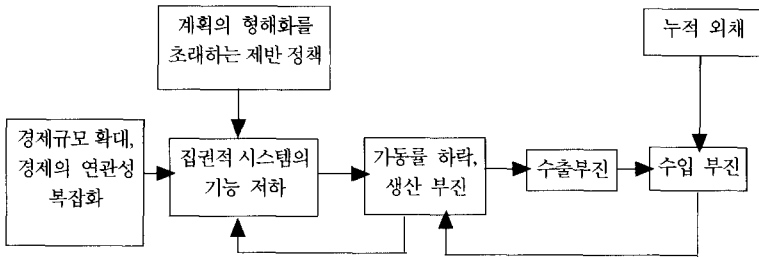 계획의 형해화를
초래하는 제반 정책
누적 외채
경제규모 확대,
경제의 연관성
복잡화
집권적 시스템의
기능 저하
가동률 하락,
생산 부진
수출부진
수입 부진